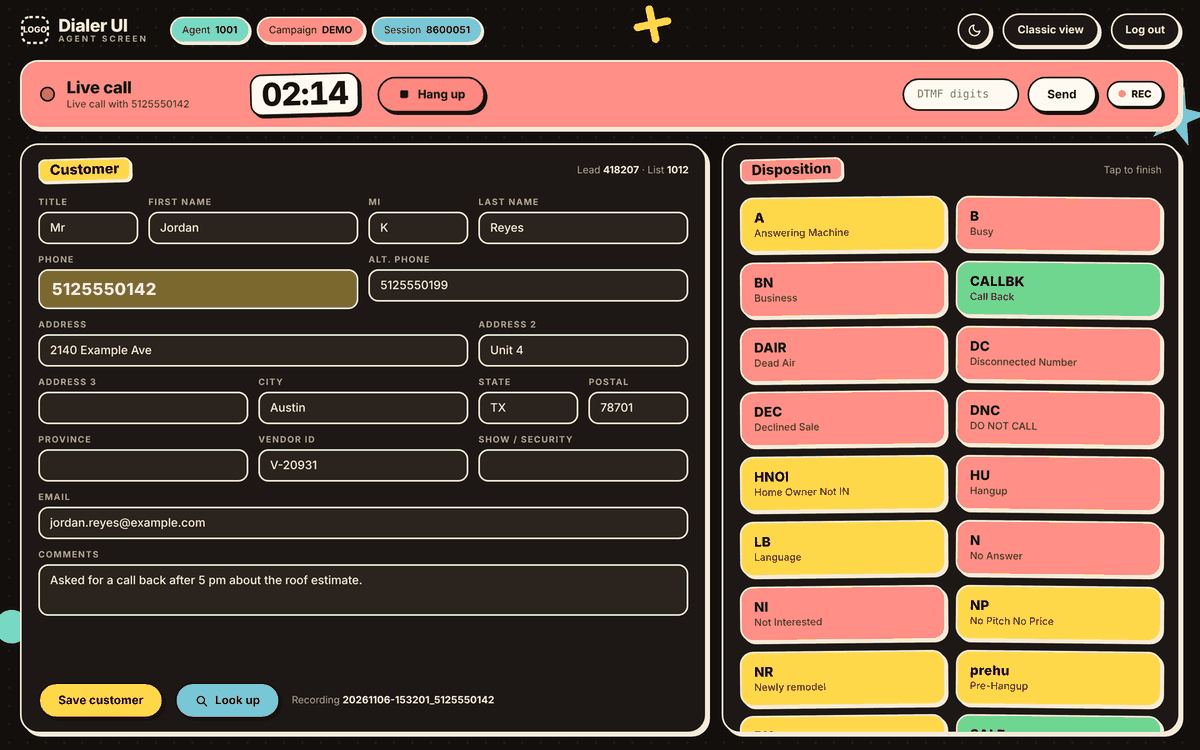 LOGO
Dialer UI
AGENT SCREEN
Agent 1001
Campaign DEMO
Session 8600051
Classic view
Log out
Live call
Live call with 5125550142
02:14
Hang up
DTMF digits
Send
REC
Customer
Lead 418207 · List 1012
TITLE
FIRST NAME
MI
LAST NAME
Mr
Jordan
K
Reyes
PHONE
ALT. PHONE
5125550142
5125550199
ADDRESS
ADDRESS 2
2140 Example Ave
Unit 4
ADDRESS 3
CITY
STATE
POSTAL
Austin
TX
78701
PROVINCE
VENDOR ID
SHOW / SECURITY
V-20931
EMAIL
jordan.reyes@example.com
COMMENTS
Asked for a call back after 5 pm about the roof estimate.
Save customer
Look up
Recording 20261106-153201_5125550142
Disposition
Tap to finish
A
Answering Machine
B
Busy
BN
Business
CALLBK
Call Back
DAIR
Dead Air
DC
Disconnected Number
DEC
Declined Sale
DNC
DO NOT CALL
HNOI
Home Owner Not IN
HU
Hangup
LB
Language
N
No Answer
NI
Not Interested
NP
No Pitch No Price
NR
Newly remodel
prehu
Pre-Hangup